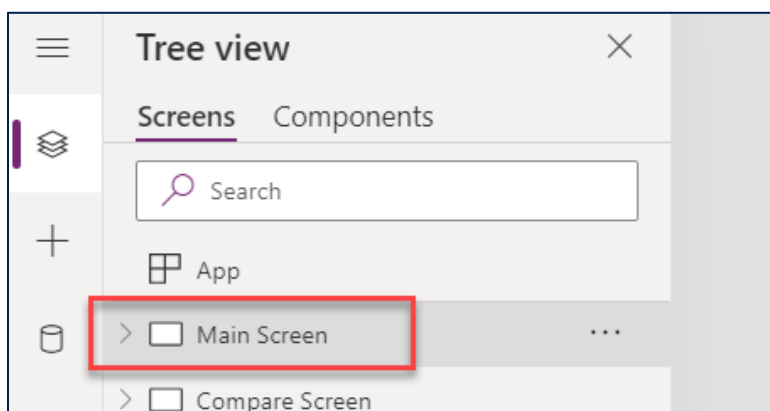 Tree view
Screens Components
Search
App
Main Screen
Compare Screen